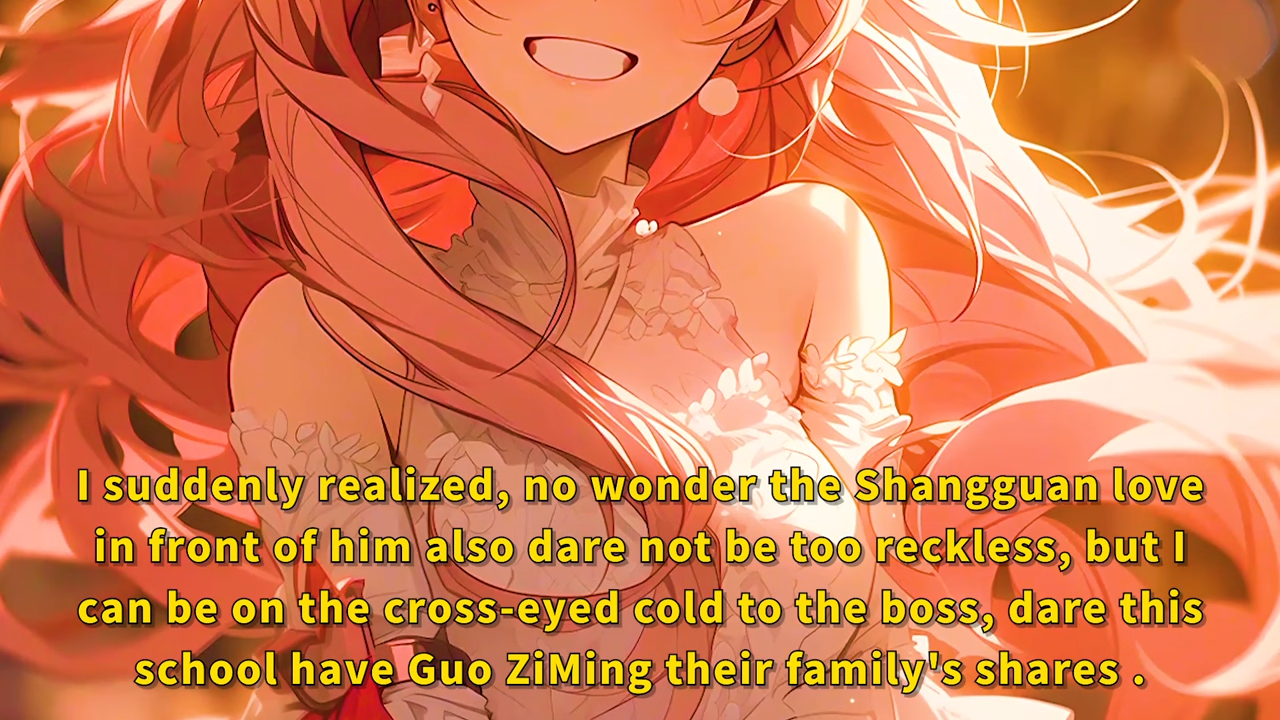 I suddenly realized, no wonder the Shangguan love
in front of him also dare not be too reckless, but I
can be on the cross-eyed cold to the boss, dare this
school have Guo ZiMing their family's shares .